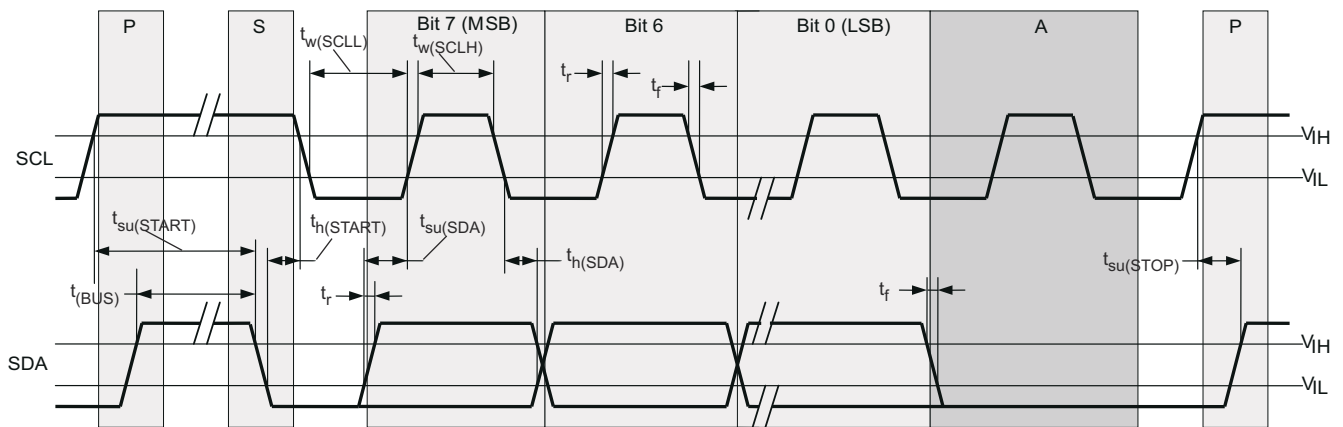 P S Bit 7 (MSB) Bit 6 Bit 0 (LSB) A P
tw(SCLL) tw(SCLH) tr tf
VIH
SCL
VIL
tsu(START) th(START) tsu(SDA) th(SDA) tsu(STOP)
t(BUS) tr tf
VIH
SDA
VIL